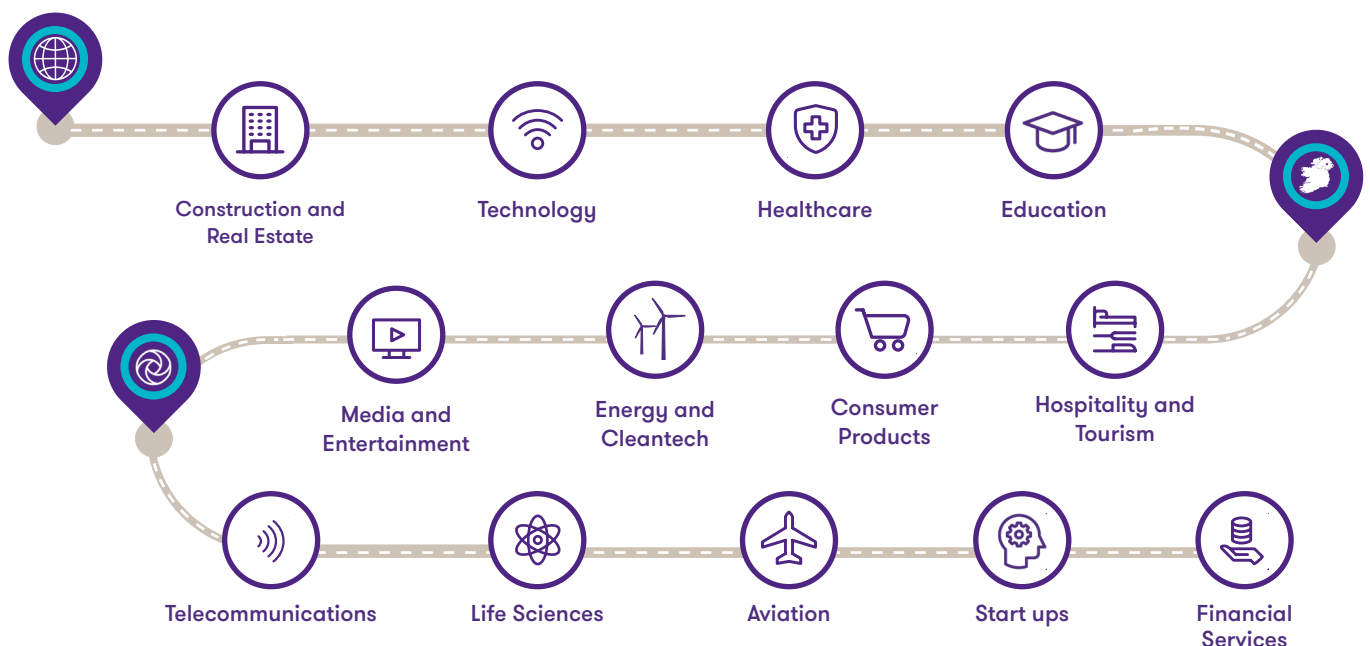 Construction and
Real Estate
Technology
Healthcare
Education
Media and
Entertainment
Energy and
Cleantech
Consumer
Products
Hospitality and
Tourism
Telecommunications
Life Sciences
Aviation
Start ups
Financial
Services